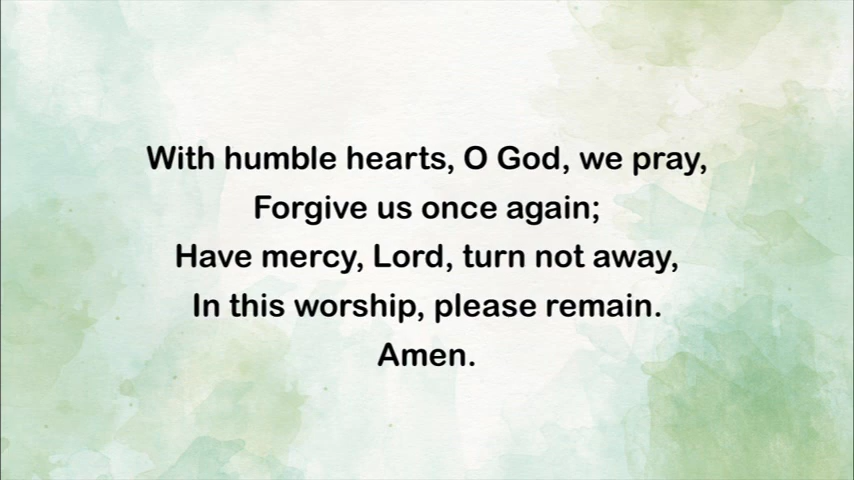 With humble hearts, O God, we pray,
Forgive us once again;
Have mercy, Lord, turn not away,
In this worship, please remain.
Amen.